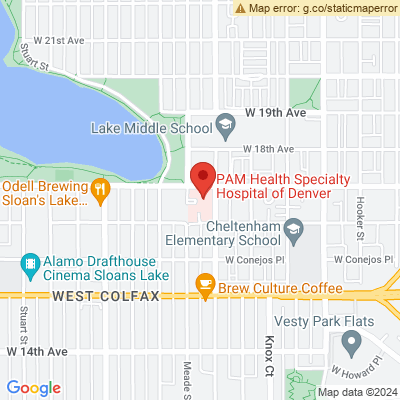 Map error: g.co/staticmaperror
W 21st Ave
Stuart St
W 19th Ave
Lake Middle School
W 18th Ave
PAM Health Specialty
Hospital of Denver
Odell Brewing
Sloan's Lake...
Hooker St
Cheltenham
Elementary School
Alamo Drafthouse
Cinema Sloans Lake
W Conejos Pl
W Conejos Pl
WEST COLFAX
Brew Culture Coffee
Stuart St
Vesty Park Flats
W 14th Ave
Knox Ct
Meade S
W Howard Pl
Google
Map data ©2024